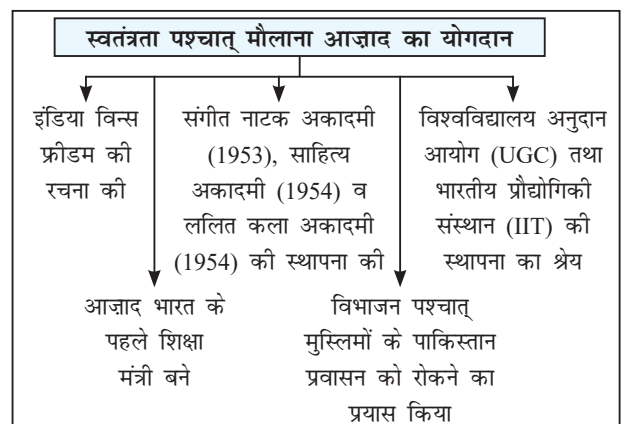 स्वतंत्रता पश्चात् मौलाना आज़ाद का योगदान
इंडिया विन्स
फ्रीडम की
रचना की
संगीत नाटक अकादमी
(1953), साहित्य
अकादमी (1954) व
ललित कला अकादमी
(1954) की स्थापना की
विश्वविद्यालय अनुदान
आयोग (UGC) तथा
भारतीय प्रौद्योगिकी
संस्थान (IIT) की
स्थापना का श्रेय
आज़ाद भारत के
पहले शिक्षा
मंत्री बने
विभाजन पश्चात्
मुस्लिमों के पाकिस्तान
प्रवासन को रोकने का
प्रयास किया